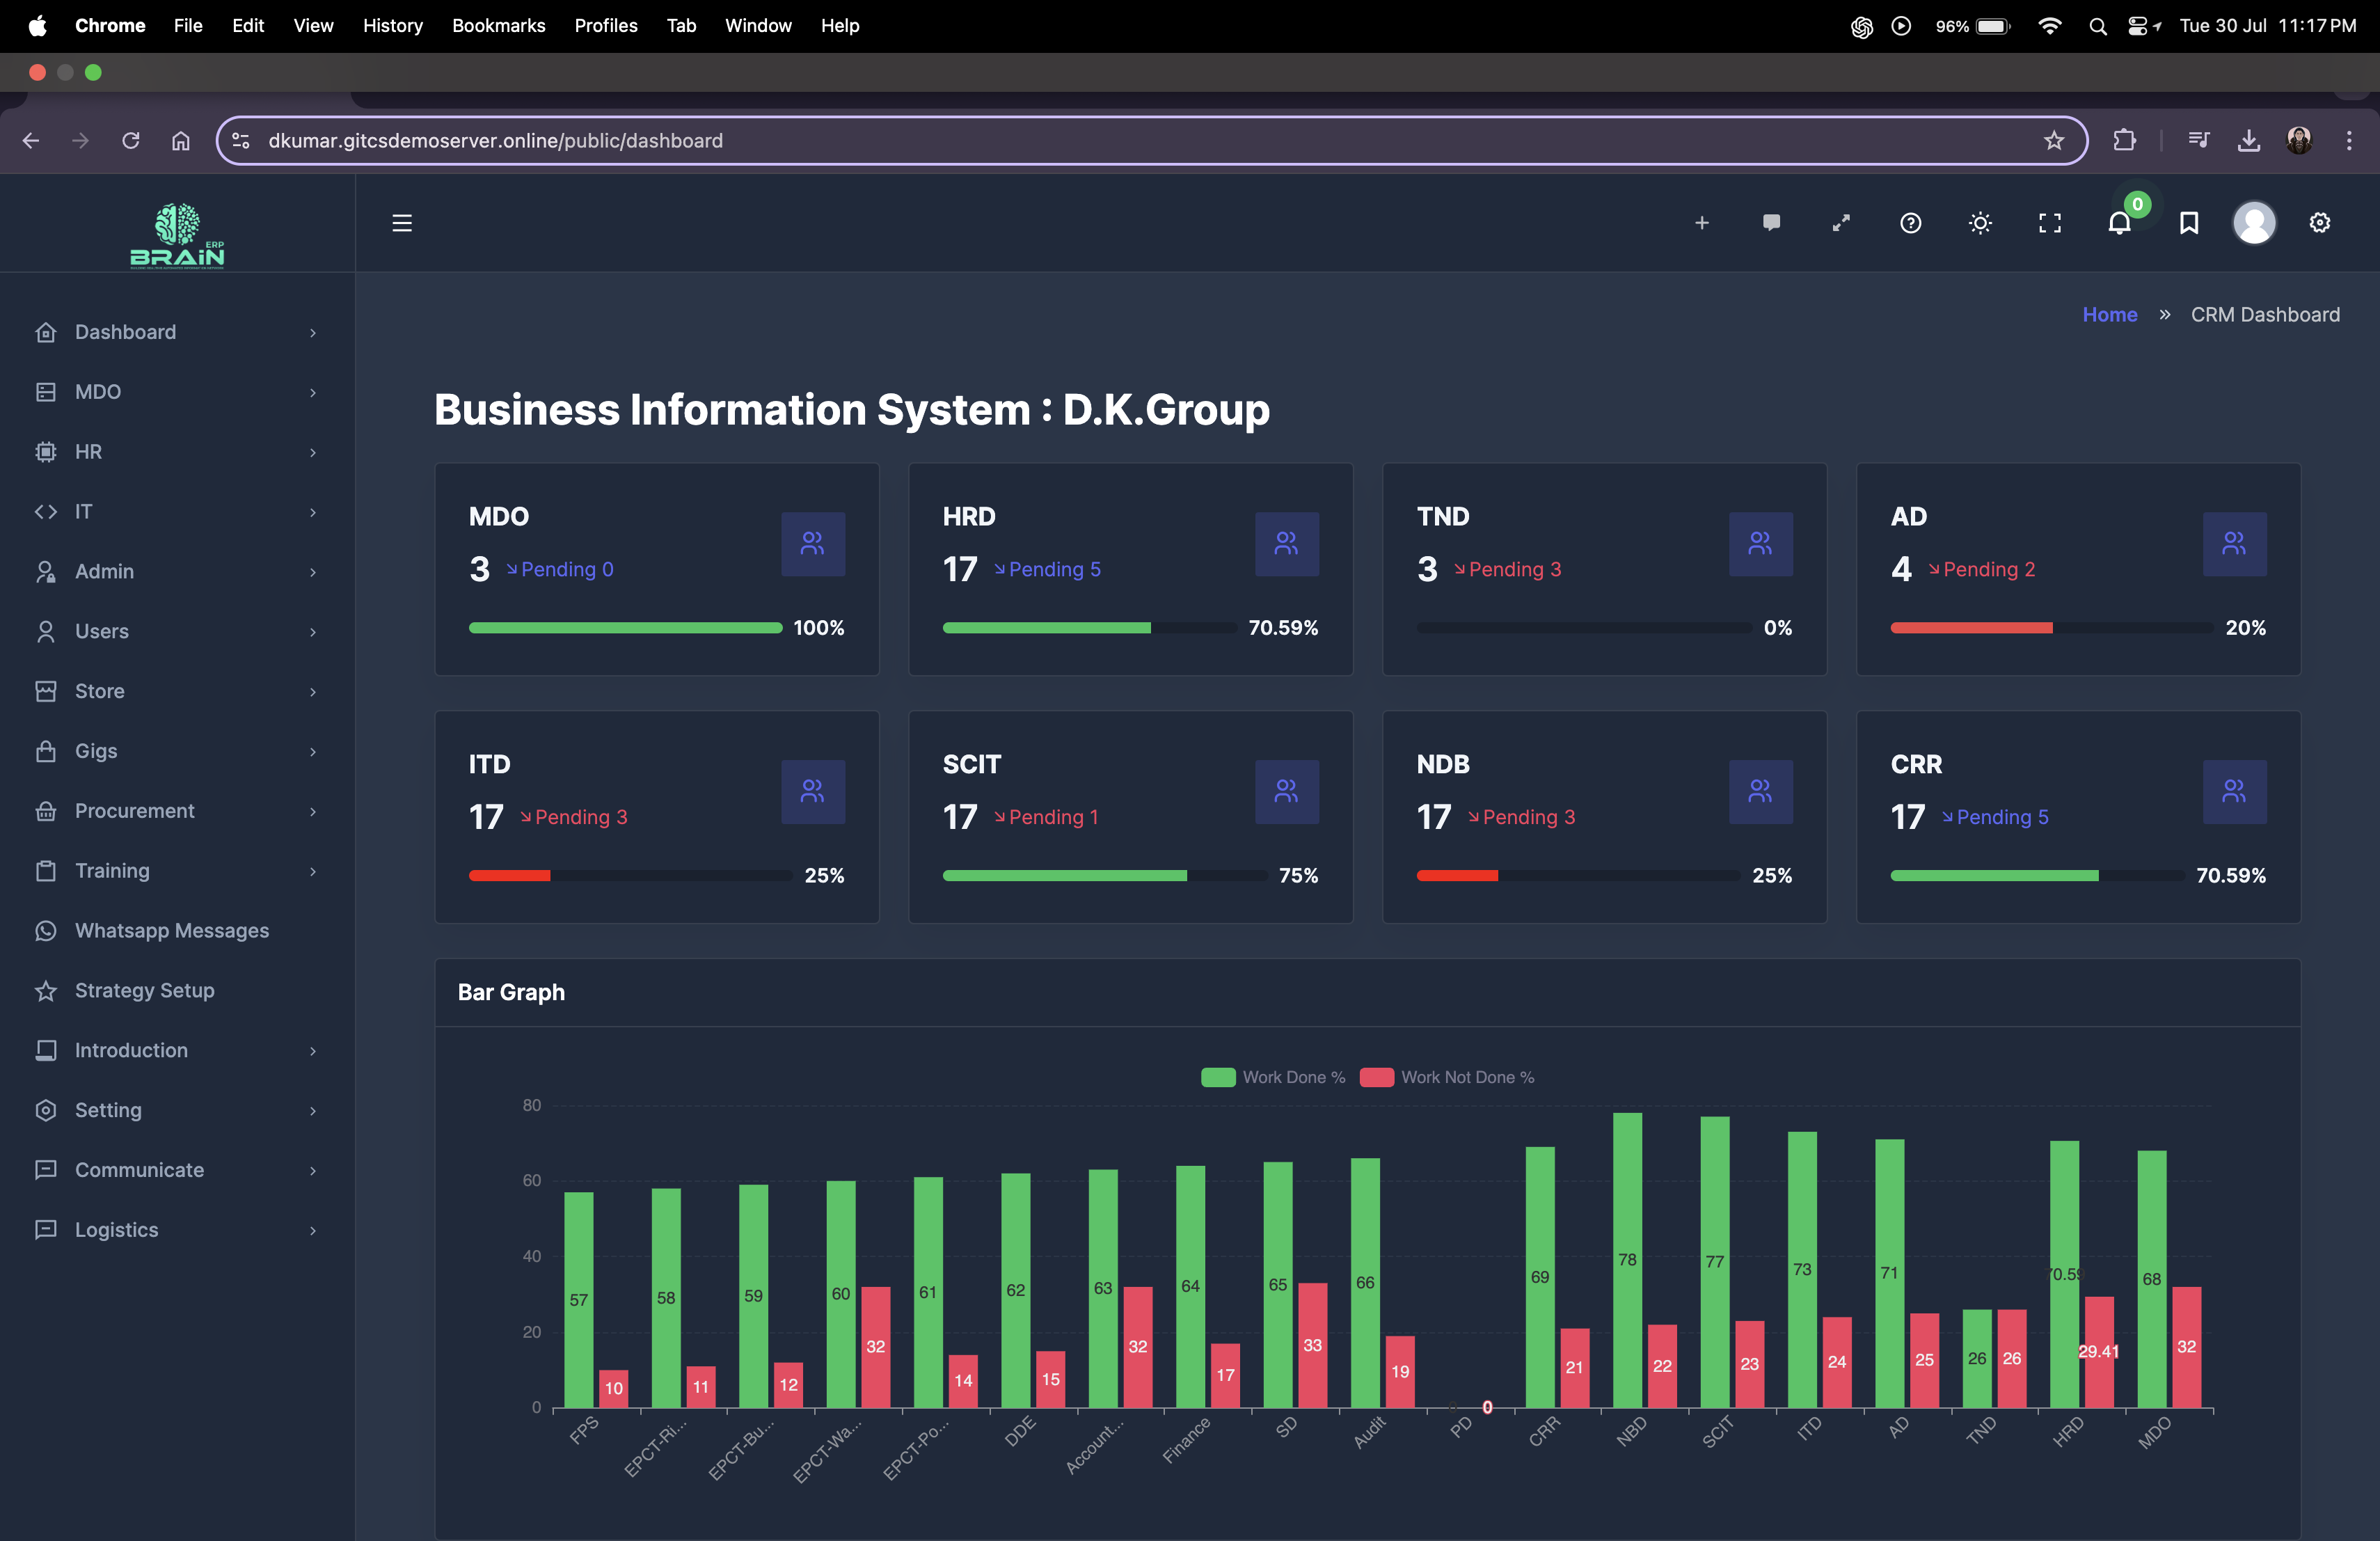 Chrome File Edit View History Bookmarks Profiles Tab Window Help 96% Tue 30 Jul 11:17 PM
dkumar.gitcsdemoserver.online/public/dashboard
BRAiN ERP
0
Home » CRM Dashboard
Dashboard
MDO
HR
IT
Admin
Users
Store
Gigs
Procurement
Training
Whatsapp Messages
Strategy Setup
Introduction
Setting
Communicate
Logistics
Business Information System : D.K.Group
MDO
3 Pending 0
100%
HRD
17 Pending 5
70.59%
TND
3 Pending 3
0%
AD
4 Pending 2
20%
ITD
17 Pending 3
25%
SCIT
17 Pending 1
75%
NDB
17 Pending 3
25%
CRR
17 Pending 5
70.59%
Bar Graph
Work Done % Work Not Done %
80
60
40
20
0
57 10 58 11 59 12 60 32 61 14 62 15 63 32 64 17 65 33 66 19 0 0 69 21 78 22 77 23 73 24 71 25 26 26 70.59 29.41 68 32
FPS EPCT-Ri... EPCT-Bu... EPCT-Wa... EPCT-Po... DDE Account... Finance SD Audit PD CRR NBD SCIT ITD AD TND HRD MDO